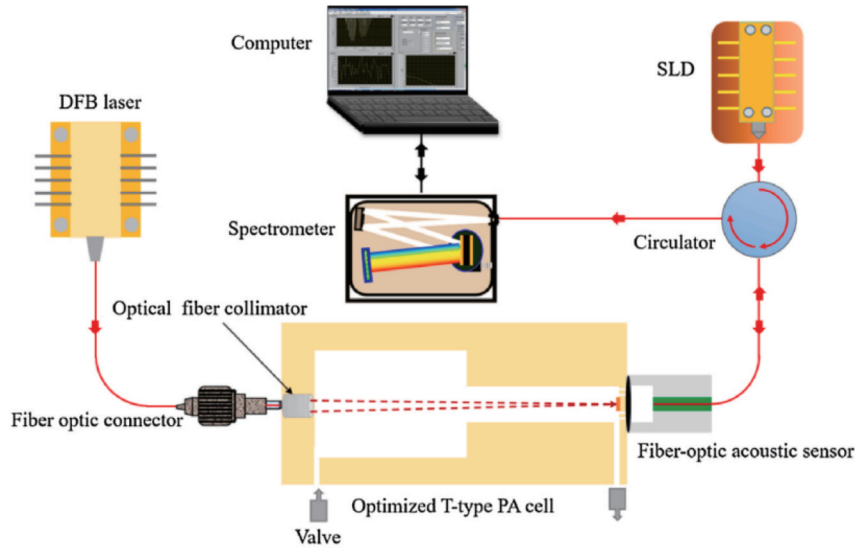 Computer
SLD
DFB laser
Spectrometer
Circulator
Optical fiber collimator
Fiber optic connector
Fiber-optic acoustic sensor
Optimized T-type PA cell
Valve